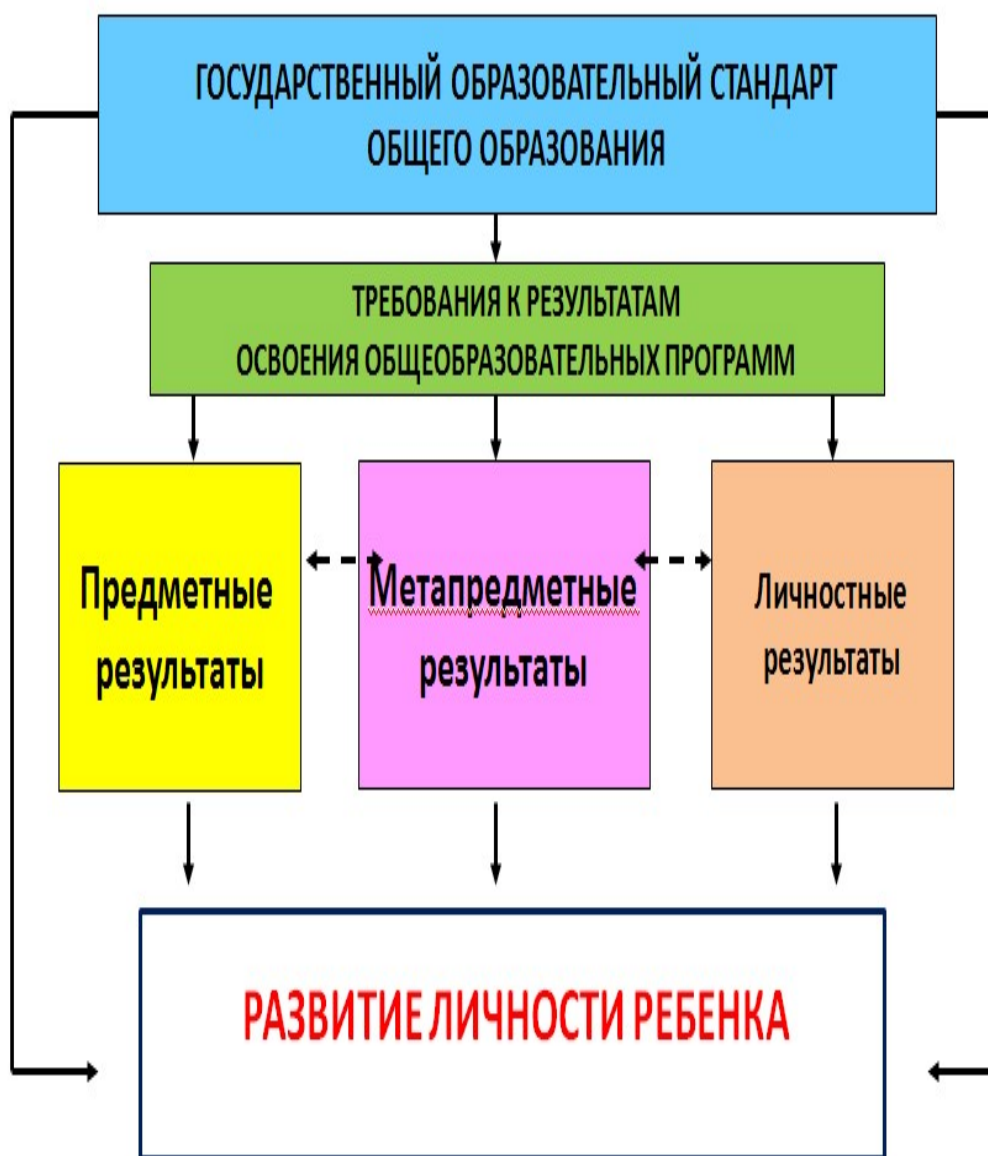 ГОСУДАРСТВЕННЫЙ ОБРАЗОВАТЕЛЬНЫЙ СТАНДАРТ
ОБЩЕГО ОБРАЗОВАНИЯ
ТРЕБОВАНИЯ К РЕЗУЛЬТАТАМ
ОСВОЕНИЯ ОБЩЕОБРАЗОВАТЕЛЬНЫХ ПРОГРАММ
Предметные
результаты
Метапредметные
результаты
Личностные
результаты
РАЗВИТИЕ ЛИЧНОСТИ РЕБЕНКА